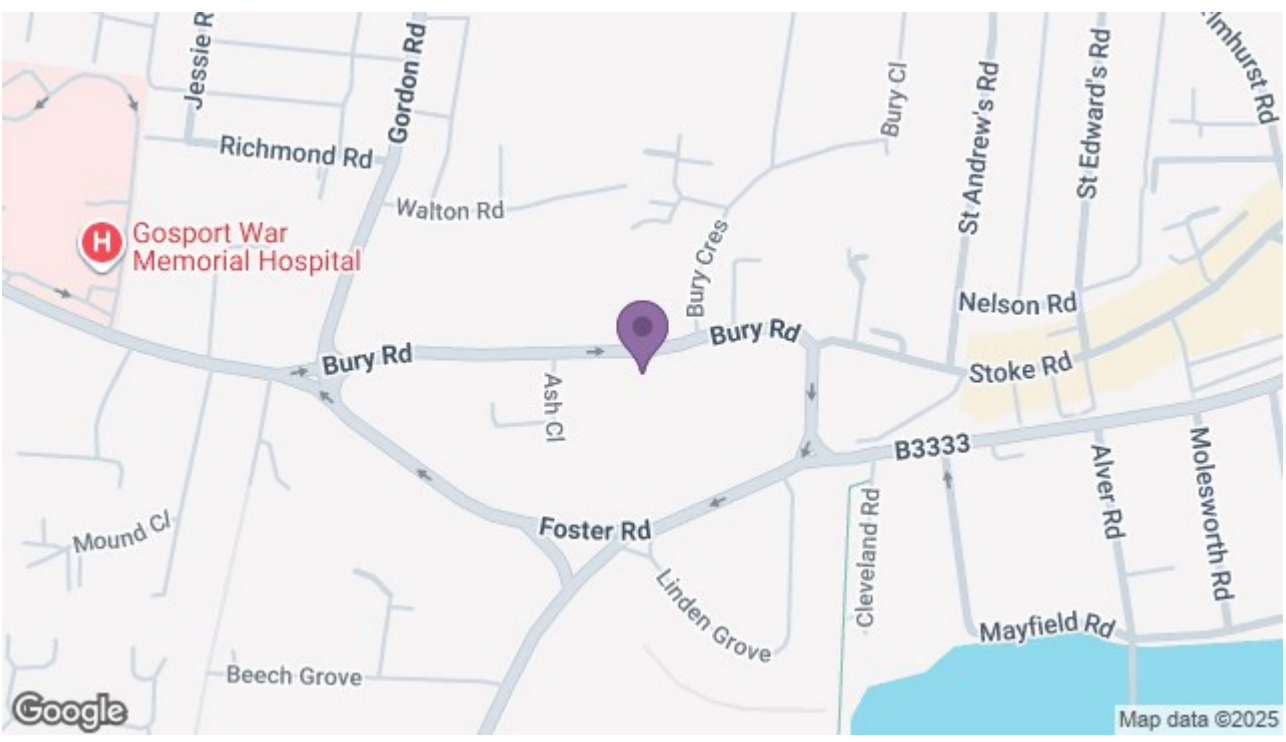 Jessie R
Gordon Rd
Richmond Rd
Walton Rd
Bury Cl
St Andrew's Rd
St Edward's Rd
Elmhurst Rd
H
Gosport War
Memorial Hospital
Bury Cres
Nelson Rd
Bury Rd
Bury Rd
Stoke Rd
Ash Cl
B3333
Alver Rd
Molesworth Rd
Mound Cl
Foster Rd
Cleveland Rd
Linden Grove
Mayfield Rd
Beech Grove
Google
Map data ©2025